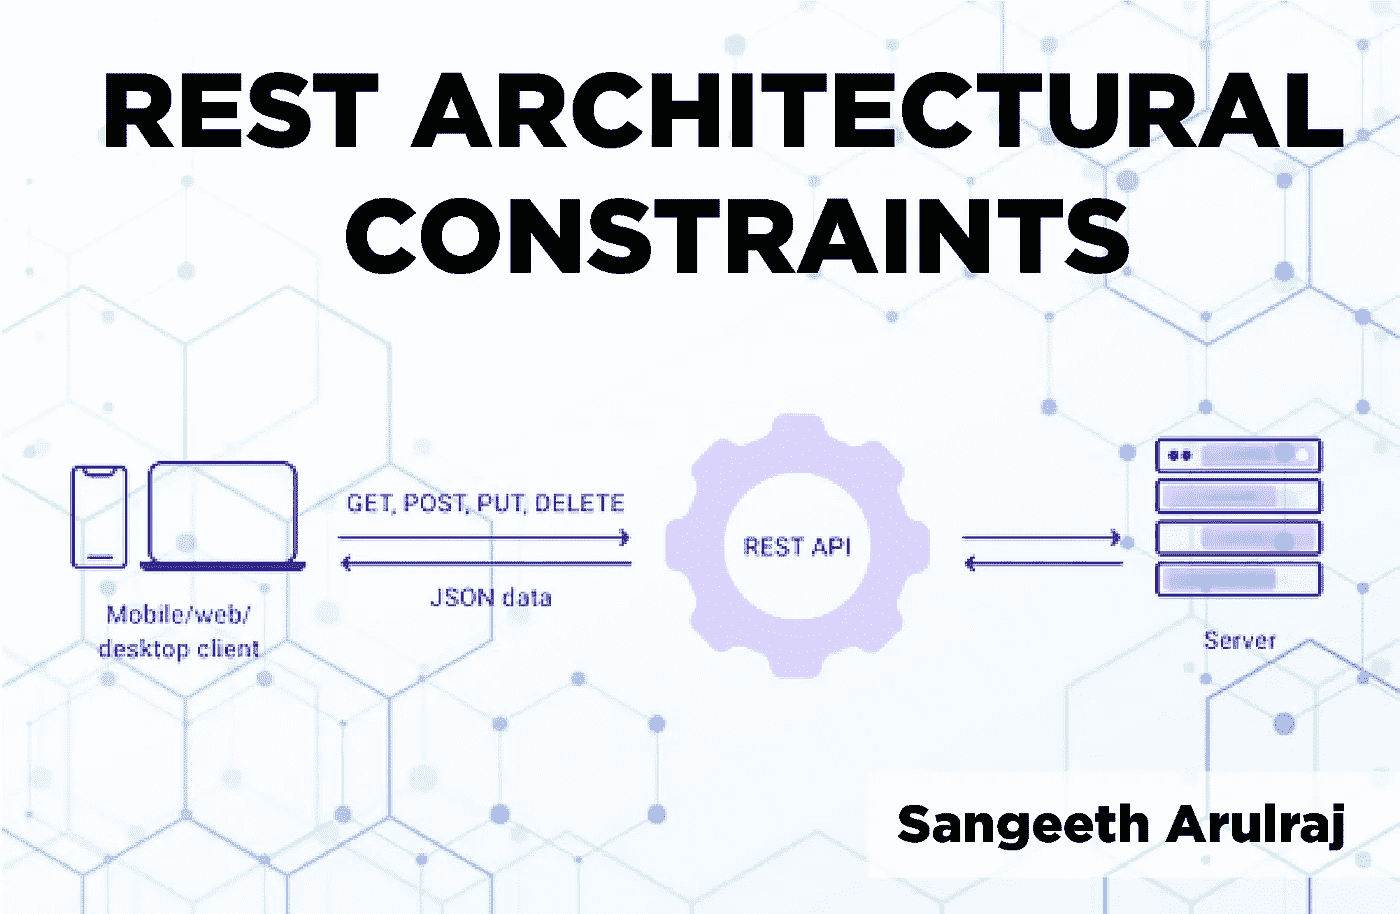 REST ARCHITECTURAL
CONSTRAINTS
GET, POST, PUT, DELETE
REST API
JSON data
Mobile/web/
desktop client
Server
Sangeeth Arulraj